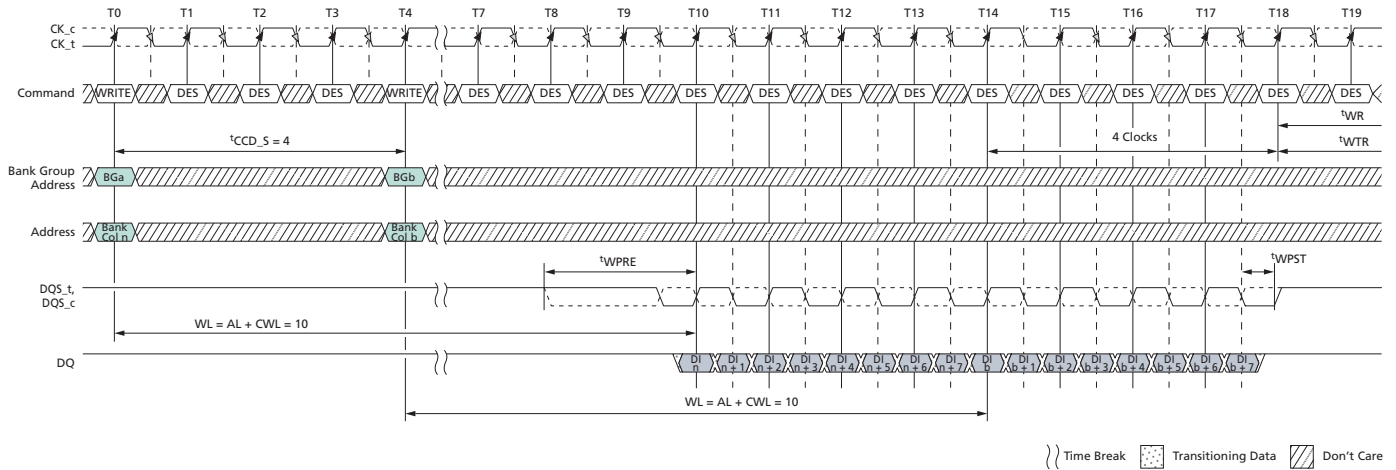 T0 T1 T2 T3 T4 T7 T8 T9 T10 T11 T12 T13 T14 T15 T16 T17 T18 T19
CK_c
CK_t
Command WRITE DES DES DES WRITE DES DES DES DES DES DES DES DES DES DES DES DES DES
tWR
tCCD_S = 4 4 Clocks tWTR
Bank Group
Address BGa BGb
Address Bank
Col n Bank
Col b
tWPRE tWPST
DQS_t,
DQS_c
WL = AL + CWL = 10
DQ DI
n DI
n + 1 DI
n + 2 DI
n + 3 DI
n + 4 DI
n + 5 DI
n + 6 DI
n + 7 DI
b DI
b + 1 DI
b + 2 DI
b + 3 DI
b + 4 DI
b + 5 DI
b + 6 DI
b + 7
WL = AL + CWL = 10
Time Break Transitioning Data Don't Care